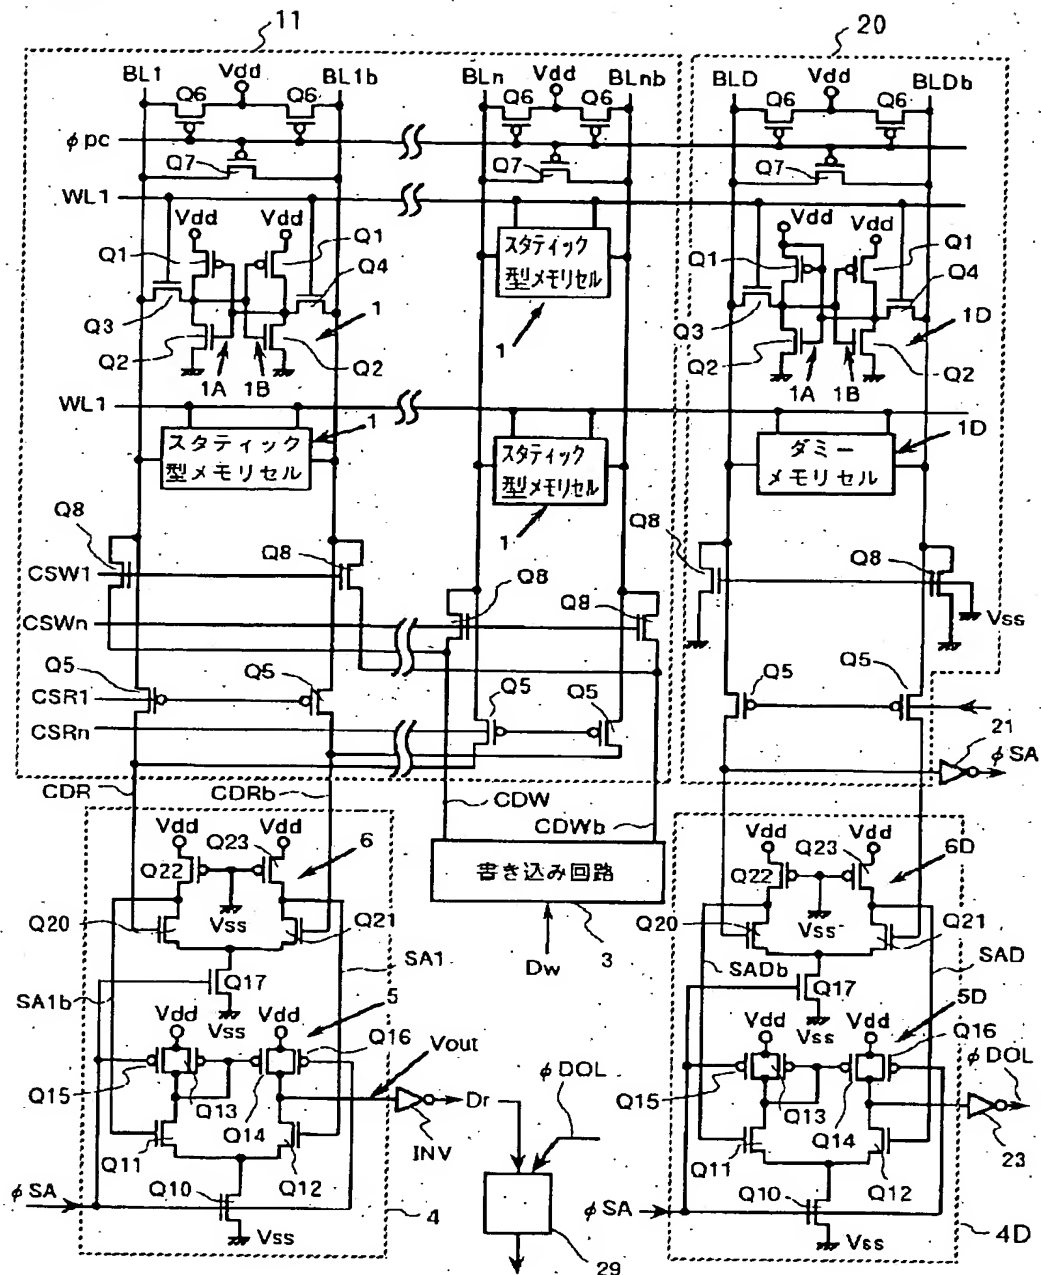 11
20
BL1
Vdd
BL1b
BLn
Vdd
BLnb
BLD
Vdd
BLDb
Q6
Q6
Q6
Q6
Q6
Q6
φpc
Q7
Q7
Q7
WL1
Vdd
Vdd
スタティック
型メモリセル
Vdd
Vdd
Q1
Q1
Q1
Q1
Q4
Q4
Q3
1
1
Q3
1D
Q2
Q2
Q2
Q2
1A
1B
1A
1B
WL1
スタティック
型メモリセル
1
スタティック
型メモリセル
ダミー
メモリセル
1D
1
Q8
Q8
Q8
Q8
CSW1
Q8
Q8
CSWn
Vss
Q5
Q5
Q5
Q5
CSR1
Q5
Q5
CSRn
21
φSA
CDR
CDRb
CDW
CDWb
Vdd
Vdd
Q23
6
Q22
書き込み回路
Vdd
Vdd
Q23
6D
Q22
Q20
Vss
Q21
3
Dw
Q20
Vss
Q21
SA1
SADb
SAD
SA1b
Q17
Vss
Q17
Vss
Vdd
Vdd
5
Q16
Vout
Vdd
Vdd
5D
Q16
φDOL
φDOL
Q15
Q13
Q14
Dr
INV
Q15
Q13
Q14
23
Q11
Q12
Q11
Q12
φSA
Q10
Vss
4
29
φSA
Q10
Vss
4D